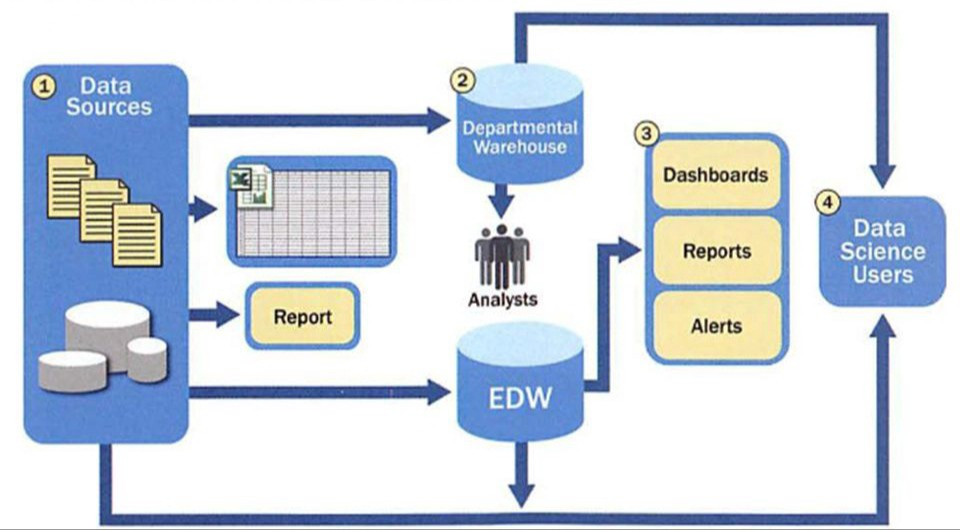 1
Data
Sources
2
Departmental
Warehouse
3
Dashboards
Reports
Alerts
4
Data
Science
Users
X
Report
Analysts
EDW